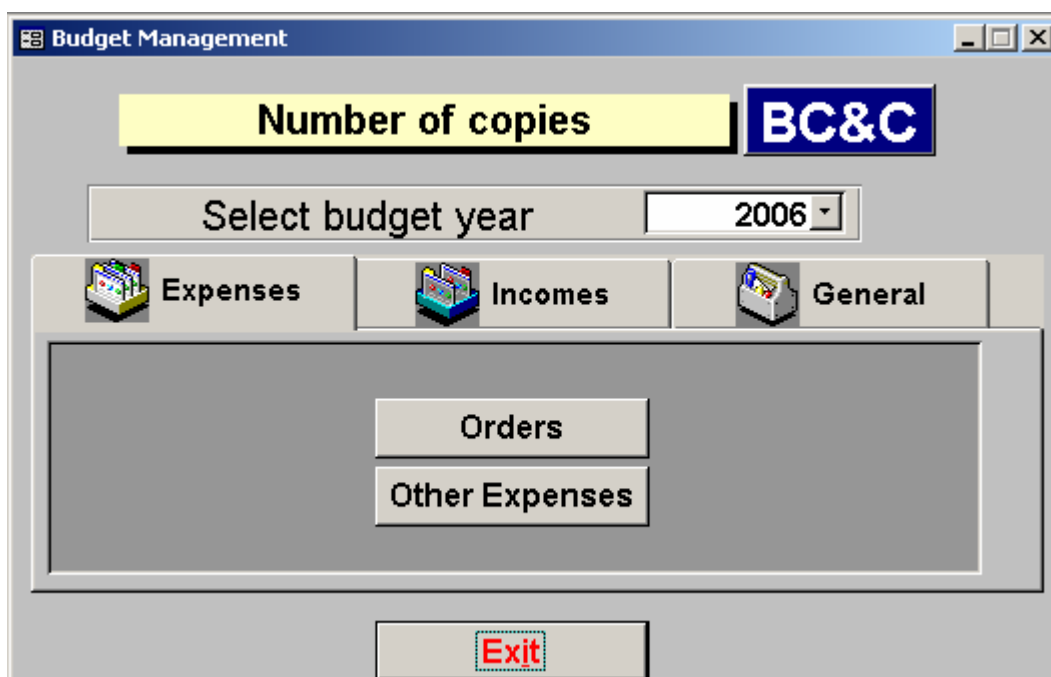 Budget Management
Number of copies
BC&C
Select budget year 2006
Expenses Incomes General
Orders
Other Expenses
Exit